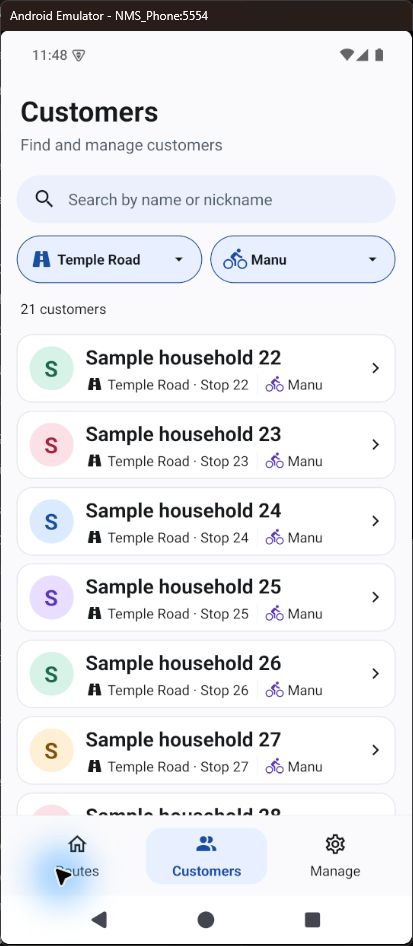 Android Emulator - NMS_Phone:5554
11:48
Customers
Find and manage customers
Search by name or nickname
Temple Road
Manu
21 customers
S
Sample household 22
Temple Road · Stop 22
Manu
S
Sample household 23
Temple Road · Stop 23
Manu
S
Sample household 24
Temple Road · Stop 24
Manu
S
Sample household 25
Temple Road · Stop 25
Manu
S
Sample household 26
Temple Road · Stop 26
Manu
S
Sample household 27
Temple Road · Stop 27
Manu
Sample household 28
Customers
Manage